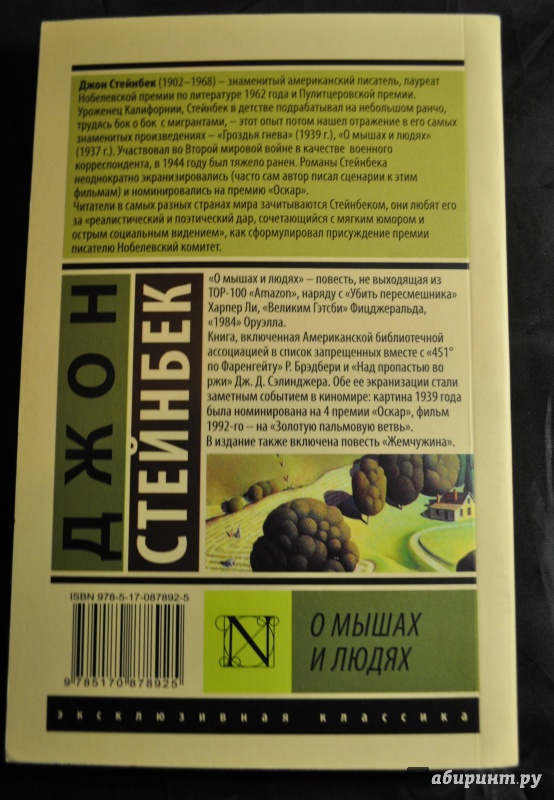 Джон Стейнбек (1902–1968) – знаменитый американский писатель, лауреат
Нобелевской премии по литературе 1962 года и Пулитцеровской премии.
Уроженец Калифорнии, Стейнбек в детстве подрабатывал на небольшом ранчо,
трудясь бок о бок с мигрантами, – этот опыт потом нашел отражение в его самых
знаменитых произведениях – «Гроздья гнева» (1939 г.), «О мышах и людях»
(1937 г.). Участвовал во Второй мировой войне в качестве военного
корреспондента, в 1944 году был тяжело ранен. Романы Стейнбека
неоднократно экранизировались (часто сам автор писал сценарии к этим
фильмам) и номинировались на премию «Оскар».
Читатели в самых разных странах мира зачитываются Стейнбеком, они любят его
за «реалистический и поэтический дар, сочетающийся с мягким юмором и
острым социальным видением», как сформулировал присуждение премии
писателю Нобелевский комитет.
ДЖОН
СТЕЙНБЕК
«О мышах и людях» – повесть, не выходящая из
TOP-100 «Amazon», наряду с «Убить пересмешника»
Харпер Ли, «Великим Гэтсби» Фицджеральда,
«1984» Оруэлла.
Книга, включенная Американской библиотечной
ассоциацией в список запрещенных вместе с «451°
по Фаренгейту» Р. Брэдбери и «Над пропастью во
ржи» Дж. Д. Сэлинджера. Обе ее экранизации стали
заметным событием в киномире: картина 1939 года
была номинирована на 4 премии «Оскар», фильм
1992-го – на «Золотую пальмовую ветвь».
В издание также включена повесть «Жемчужина».
ISBN 978-5-17-087892-5
9 785170 878925
N
О МЫШАХ
И ЛЮДЯХ
эксклюзивная классика
абиринт.ру